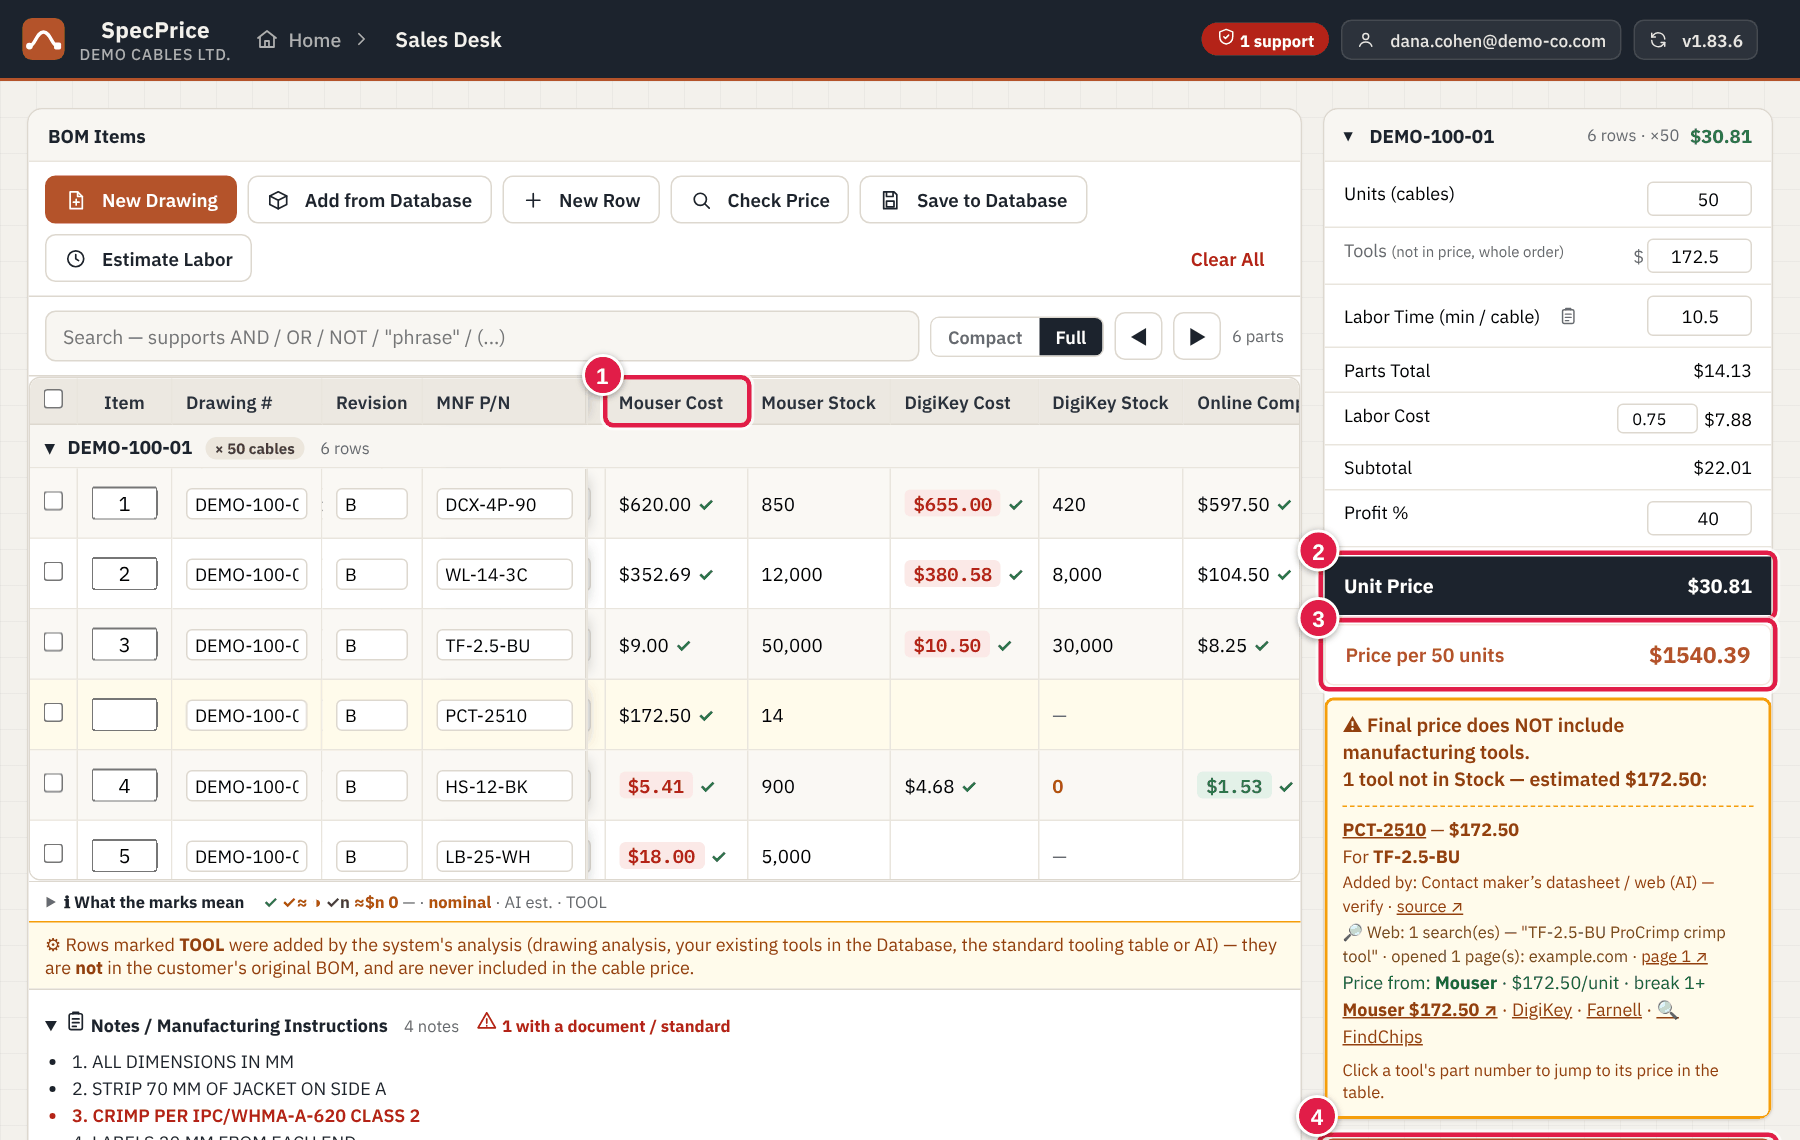 SpecPrice
DEMO CABLES LTD.
Home > Sales Desk
1 support
dana.cohen@demo-co.com
v1.83.6
BOM Items
New Drawing
Add from Database
New Row
Check Price
Save to Database
Estimate Labor
Clear All
Search — supports AND / OR / NOT / "phrase" / (...)
Compact Full
6 parts
1
Item Drawing # Revision MNF P/N Mouser Cost Mouser Stock DigiKey Cost DigiKey Stock Online
DEMO-100-01 × 50 cables 6 rows
1 DEMO-100- B DCX-4P-90 $620.00 ✓ 850 $655.00 ✓ 420 $597.50 ✓
2 DEMO-100- B WL-14-3C $352.69 ✓ 12,000 $380.58 ✓ 8,000 $104.50 ✓
3 DEMO-100- B TF-2.5-BU $9.00 ✓ 50,000 $10.50 ✓ 30,000 $8.25 ✓
DEMO-100- B PCT-2510 $172.50 ✓ 14 —
4 DEMO-100- B HS-12-BK $5.41 ✓ 900 $4.68 ✓ 0 $1.53 ✓
5 DEMO-100- B LB-25-WH $18.00 ✓ 5,000 —
ℹ What the marks mean ✓ ✓≈ ✓n ≈$n 0 — · nominal · AI est. · TOOL
⚙ Rows marked TOOL were added by the system's analysis (drawing analysis, your existing tools in the Database, the standard tooling table or AI) — they
are not in the customer's original BOM, and are never included in the cable price.
Notes / Manufacturing Instructions 4 notes ⚠ 1 with a document / standard
• 1. ALL DIMENSIONS IN MM
• 2. STRIP 70 MM OF JACKET ON SIDE A
• 3. CRIMP PER IPC/WHMA-A-620 CLASS 2
4. LABELS 30 MM FROM EACH END
DEMO-100-01 6 rows · ×50 $30.81
Units (cables) 50
Tools (not in price, whole order) $ 172.5
Labor Time (min / cable) 10.5
Parts Total $14.13
Labor Cost 0.75 $7.88
Subtotal $22.01
Profit % 40
2
Unit Price $30.81
3
Price per 50 units $1540.39
⚠ Final price does NOT include
manufacturing tools.
1 tool not in Stock — estimated $172.50:
PCT-2510 — $172.50
For TF-2.5-BU
Added by: Contact maker’s datasheet / web (AI) —
verify · source ↗
🔎 Web: 1 search(es) — "TF-2.5-BU ProCrimp crimp
tool" · opened 1 page(s): example.com · page 1 ↗
Price from: Mouser · $172.50/unit · break 1+
Mouser $172.50 ↗ · DigiKey · Farnell · 🔍
FindChips
Click a tool's part number to jump to its price in the
table.
4